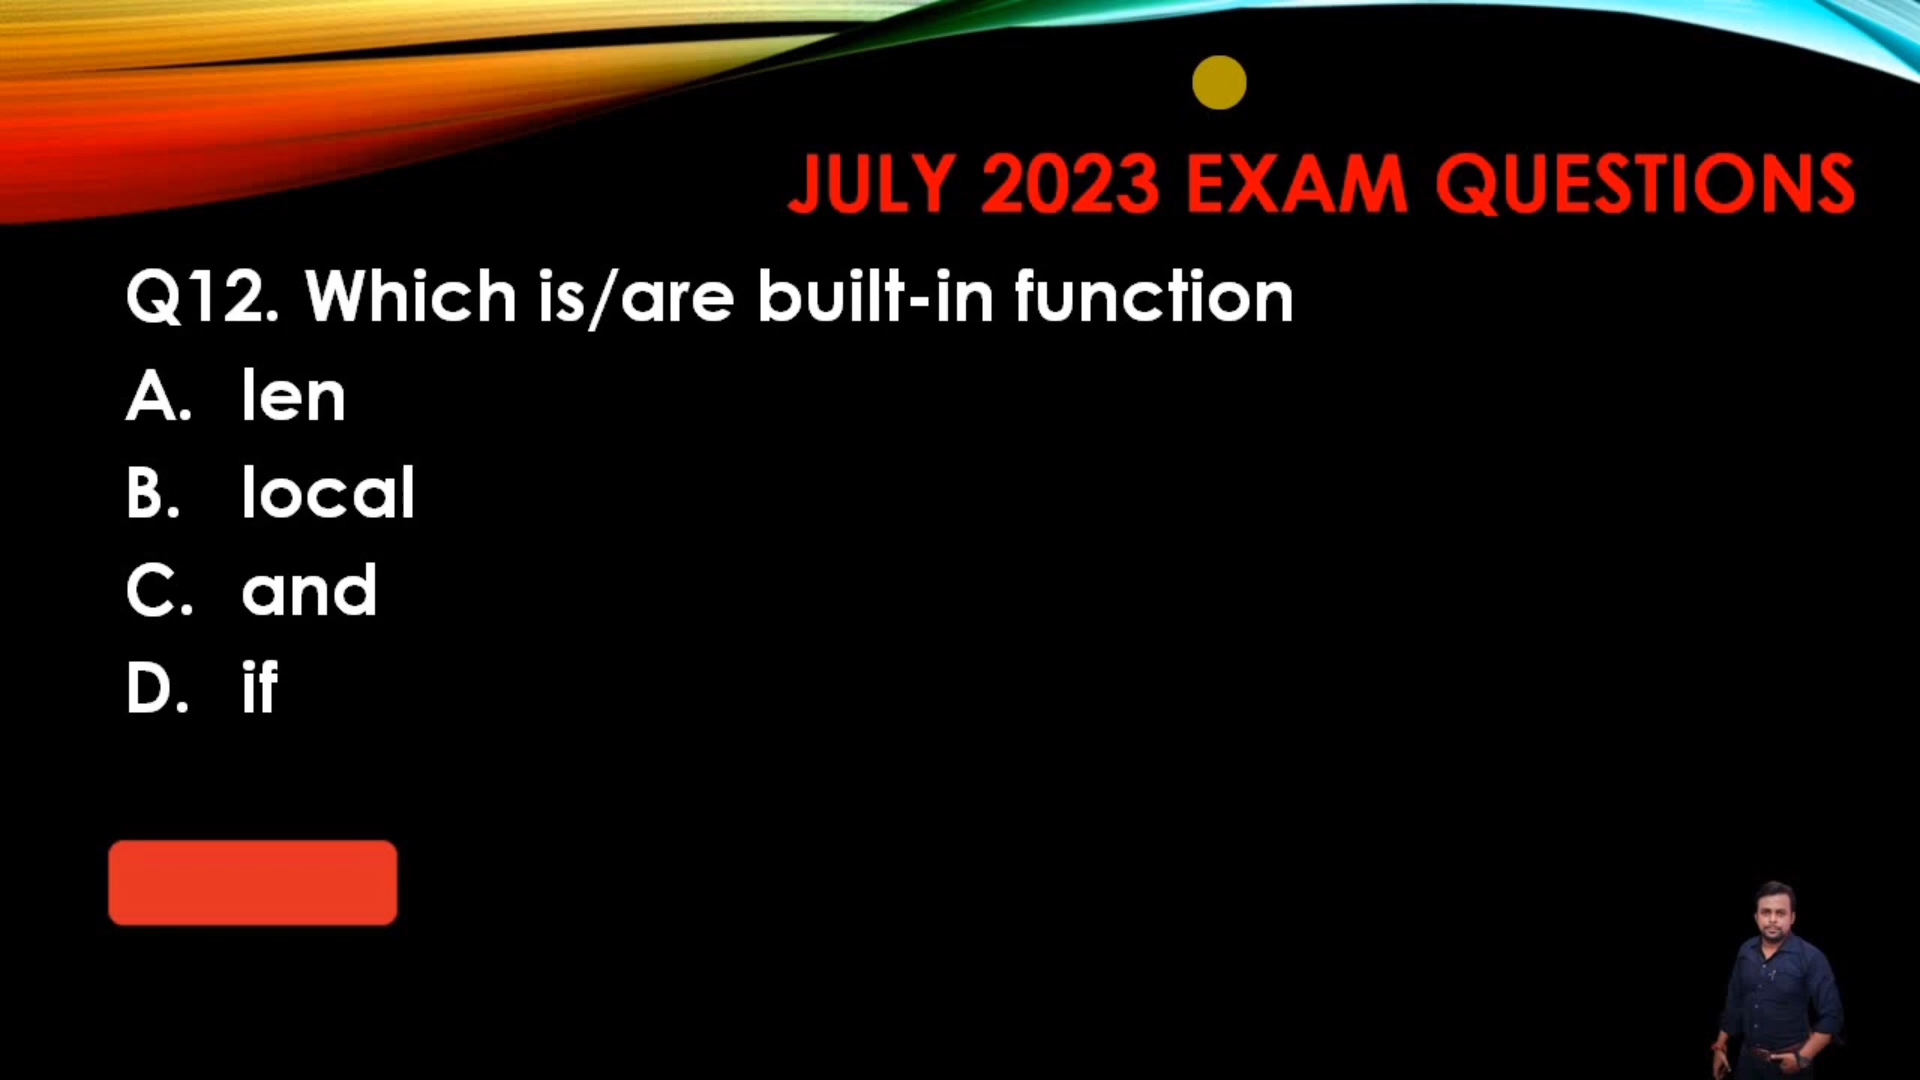 JULY 2023 EXAM QUESTIONS
Q12. Which is/are built-in function
A. len
B. local
C. and
D. if